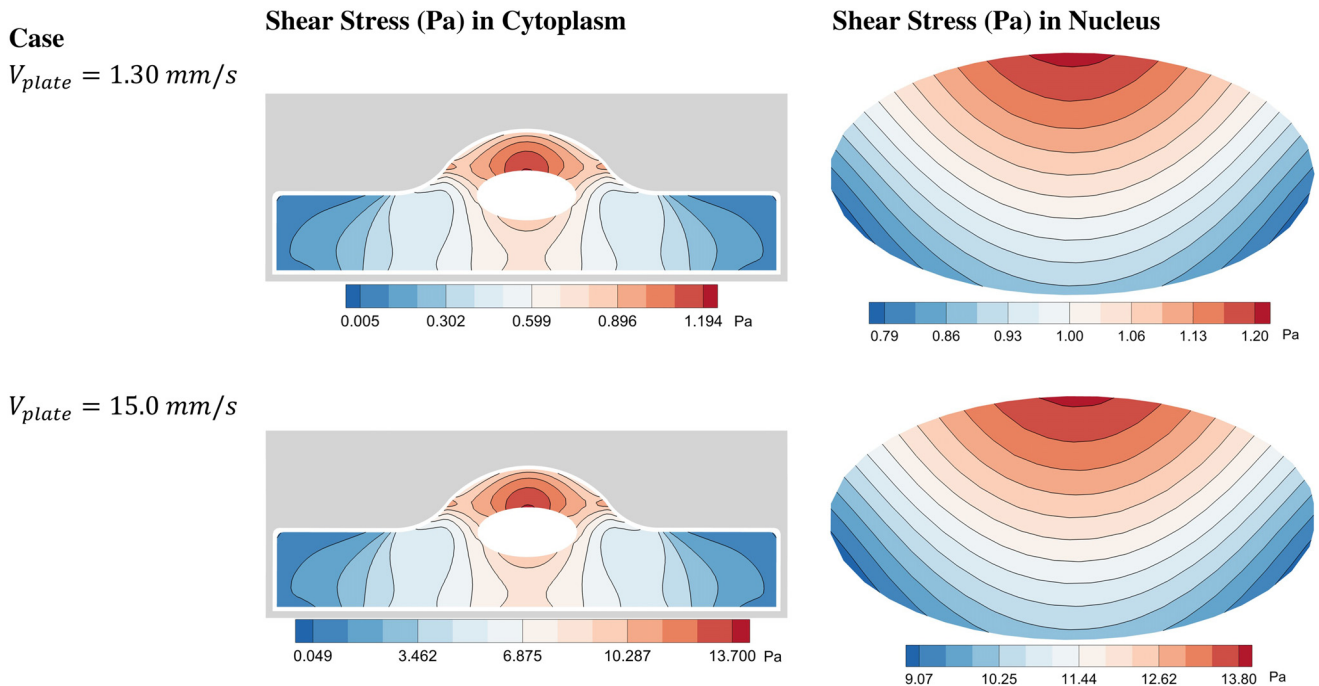 Shear Stress (Pa) in Cytoplasm
Shear Stress (Pa) in Nucleus
Case
V_plate = 1.30 mm/s
0.005 0.302 0.599 0.896 1.194 Pa
0.79 0.86 0.93 1.00 1.06 1.13 1.20 Pa
V_plate = 15.0 mm/s
0.049 3.462 6.875 10.287 13.700 Pa
9.07 10.25 11.44 12.62 13.80 Pa